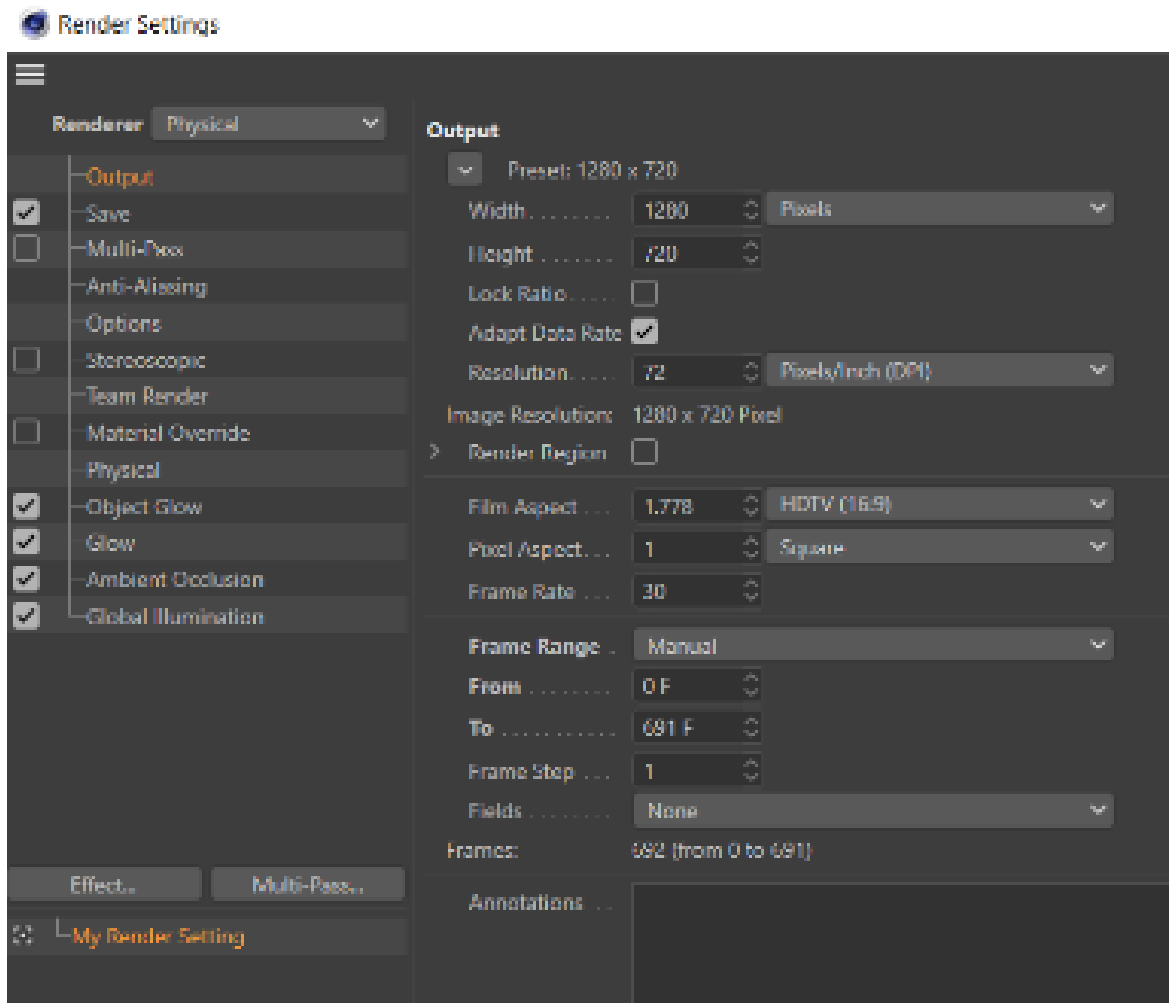 Render Settings
Renderer Physical
Output
Save
Multi-Pass
Anti-Aliasing
Options
Stereoscopic
Team Render
Material Override
Physical
Object Glow
Glow
Ambient Occlusion
Global Illumination
Effect...
Multi-Pass...
My Render Setting
Output
Preset: 1280 x 720
Width . . . . . . . . 1280 Pixels
Height . . . . . . . 720
Lock Ratio . . . . .
Adapt Data Rate
Resolution . . . . . 72 Pixels/Inch (DPI)
Image Resolution: 1280 x 720 Pixel
Render Region
Film Aspect . . . 1.778 HDTV (16:9)
Pixel Aspect . . . 1 Square
Frame Rate . . . 30
Frame Range . Manual
From . . . . . . . . 0 F
To . . . . . . . . . . . 691 F
Frame Step . . . 1
Fields . . . . . . . . None
Frames: 692 (from 0 to 691)
Annotations . .